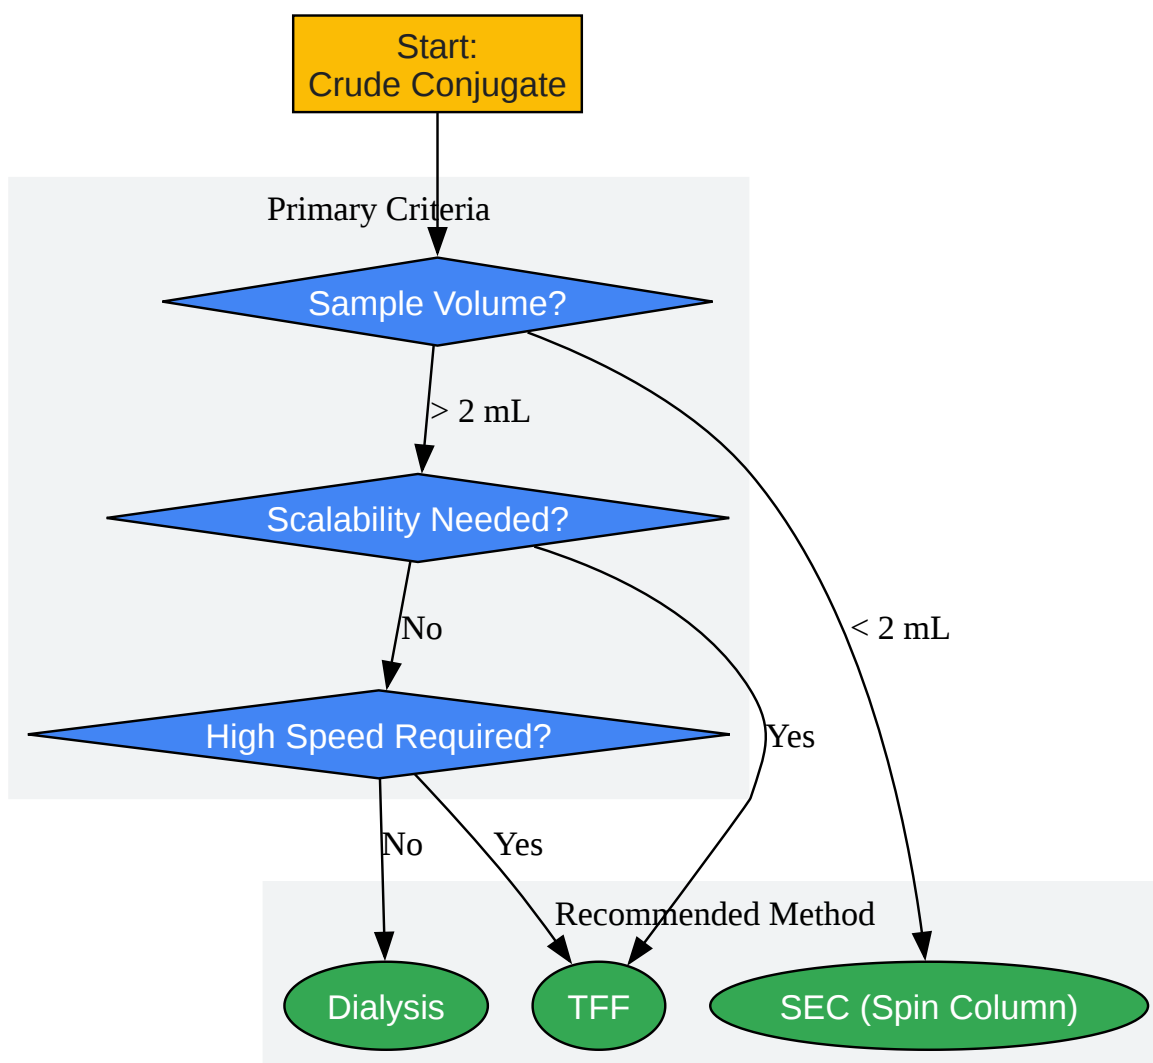 Start:
Crude Conjugate
Primary Criteria
Sample Volume?
> 2 mL
Scalability Needed?
No
< 2 mL
High Speed Required?
Yes
No
Yes
Recommended Method
Dialysis
TFF
SEC (Spin Column)